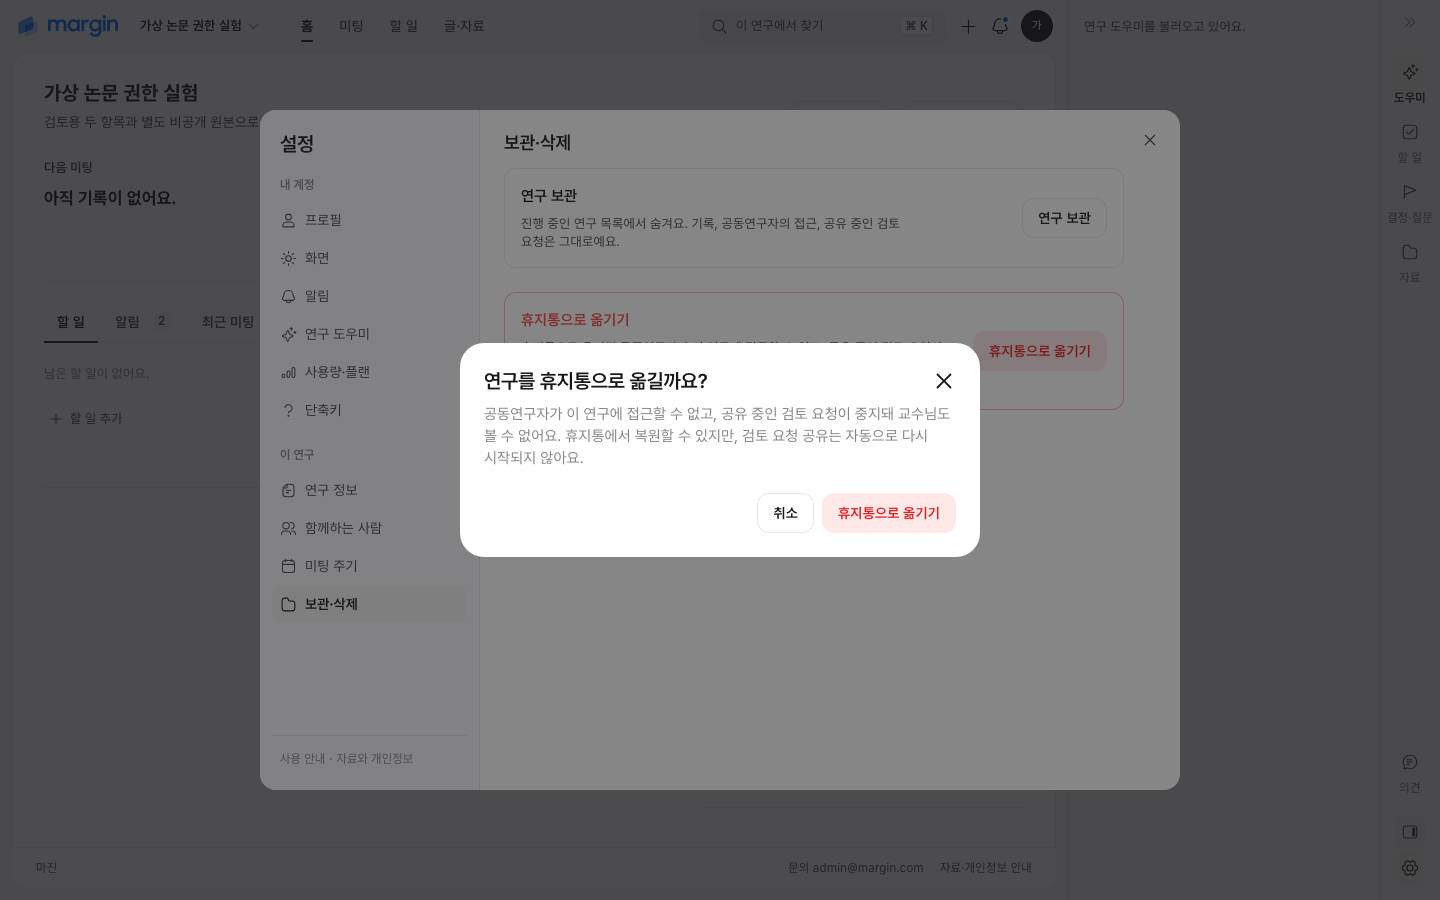 margin
가상 논문 권한 실험
홈
미팅
할 일
글·자료
이 연구에서 찾기
⌘ K
가
연구 도우미를 불러오고 있어요.
가상 논문 권한 실험
검토용 두 항목과 별도 비공개 원본으로
다음 미팅
아직 기록이 없어요.
할 일
알림 2
최근 미팅
남은 할 일이 없어요.
할 일 추가
설정
내 계정
프로필
화면
알림
연구 도우미
사용량·플랜
단축키
이 연구
연구 정보
함께하는 사람
미팅 주기
보관·삭제
사용 안내 · 자료와 개인정보
보관·삭제
연구 보관
진행 중인 연구 목록에서 숨겨요. 기록, 공동연구자의 접근, 공유 중인 검토
요청은 그대로예요.
연구 보관
휴지통으로 옮기기
휴지통으로 옮기기
연구를 휴지통으로 옮길까요?
공동연구자가 이 연구에 접근할 수 없고, 공유 중인 검토 요청이 중지돼 교수님도
볼 수 없어요. 휴지통에서 복원할 수 있지만, 검토 요청 공유는 자동으로 다시
시작되지 않아요.
취소
휴지통으로 옮기기
도우미
할 일
결정·질문
자료
의견
마진
문의 admin@margin.com
자료·개인정보 안내